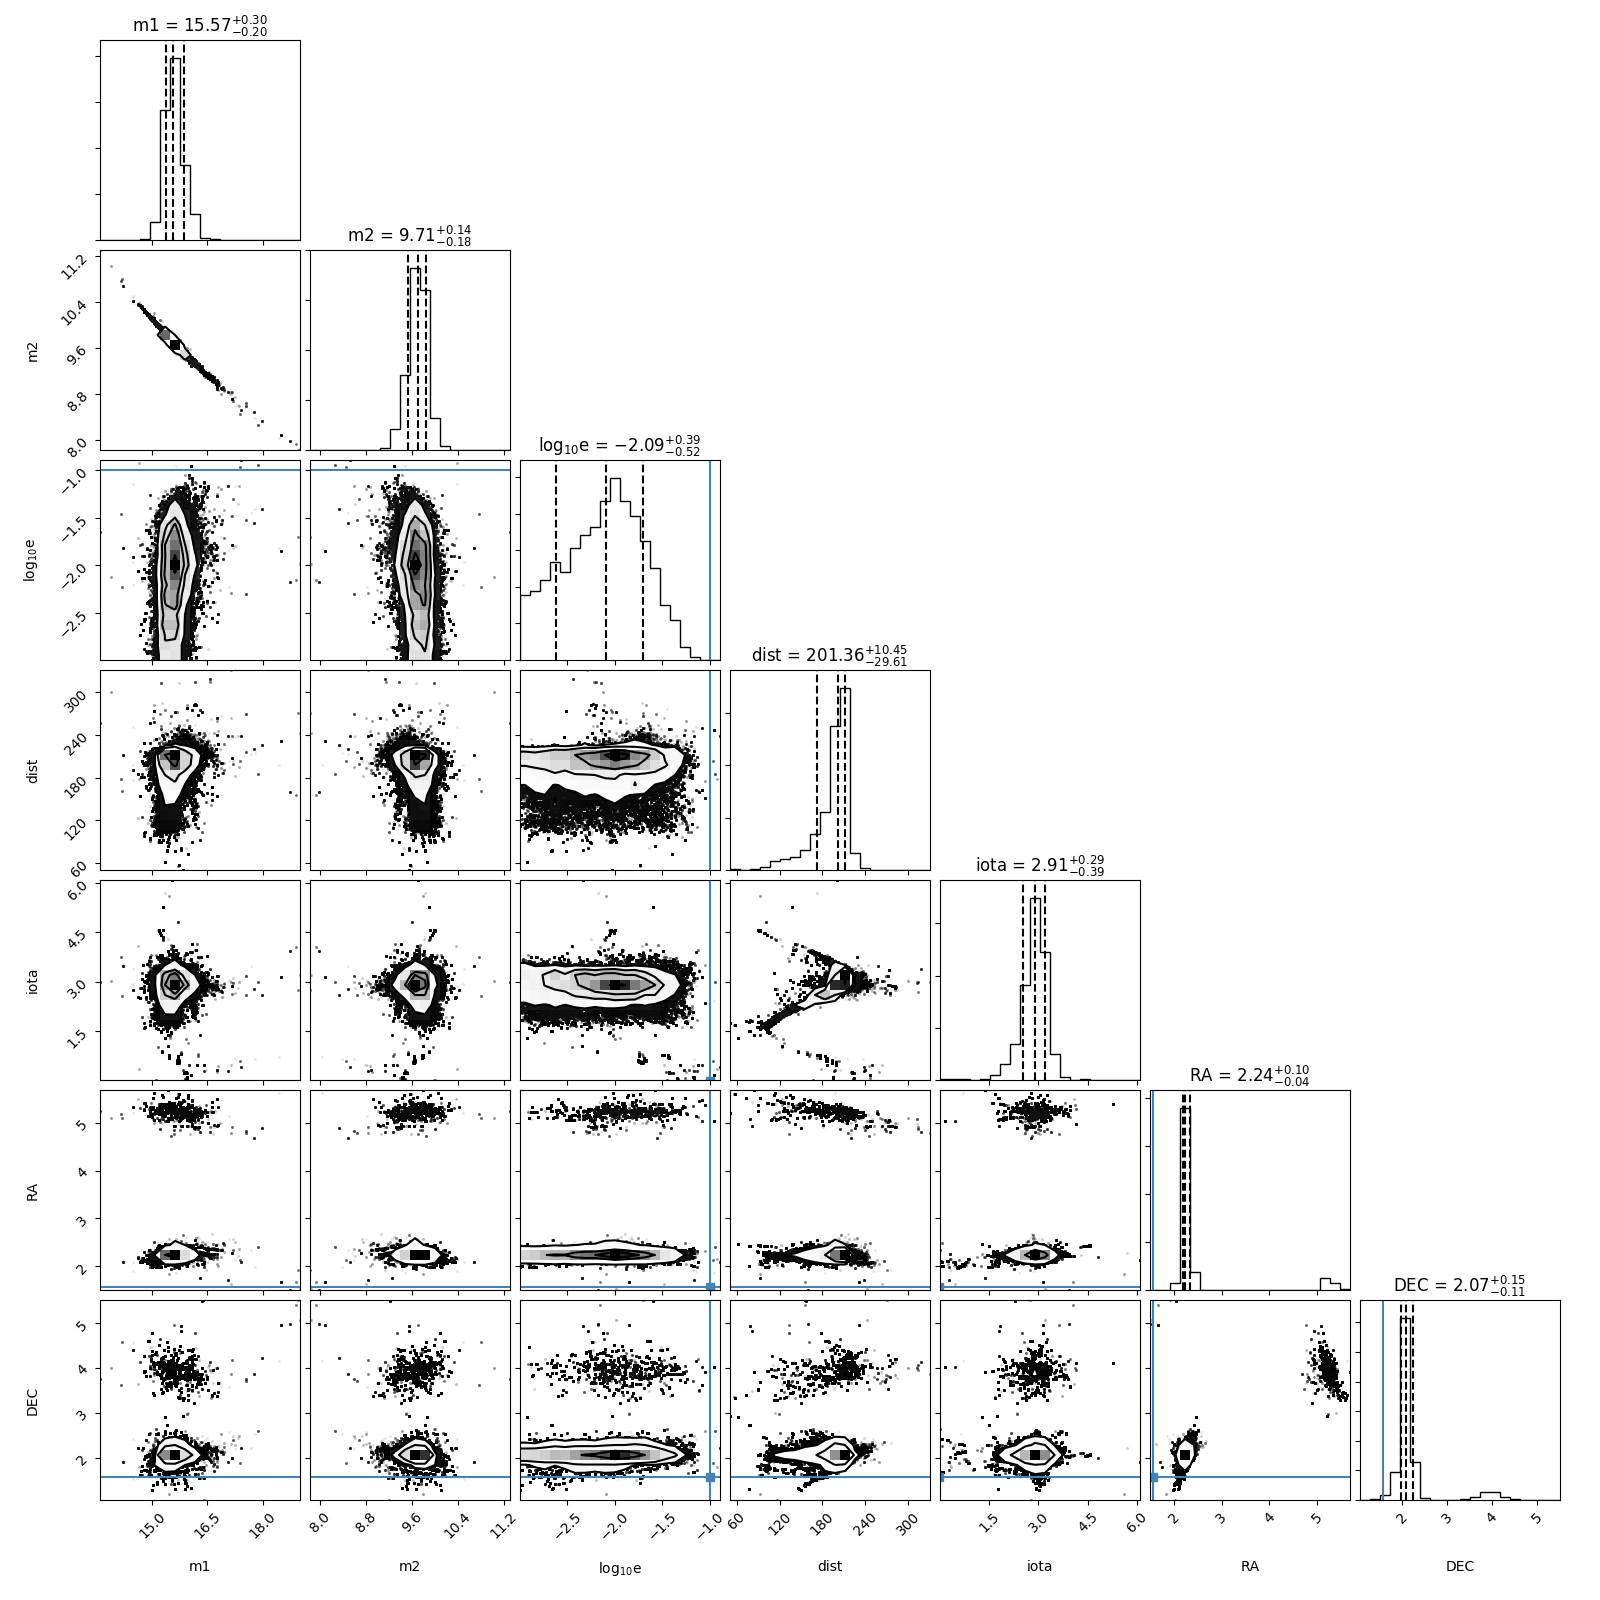 m1 = 15.57+0.30−0.20
m2 = 9.71+0.14−0.18
log10e = −2.09+0.39−0.52
dist = 201.36+10.45−29.61
iota = 2.91+0.29−0.39
RA = 2.24+0.10−0.04
DEC = 2.07+0.15−0.11
11.2
10.4
9.6
8.8
8.0
m2
−1.0
−1.5
−2.0
−2.5
log10e
300
240
180
120
60
dist
6.0
4.5
3.0
1.5
iota
5
4
3
2
RA
5
4
3
2
DEC
15.0 16.5 18.0
8.0 8.8 9.6 10.4 11.2
−2.5 −2.0 −1.5 −1.0
60 120 180 240 300
1.5 3.0 4.5 6.0
2 3 4 5
2 3 4 5
m1 m2 log10e dist iota RA DEC